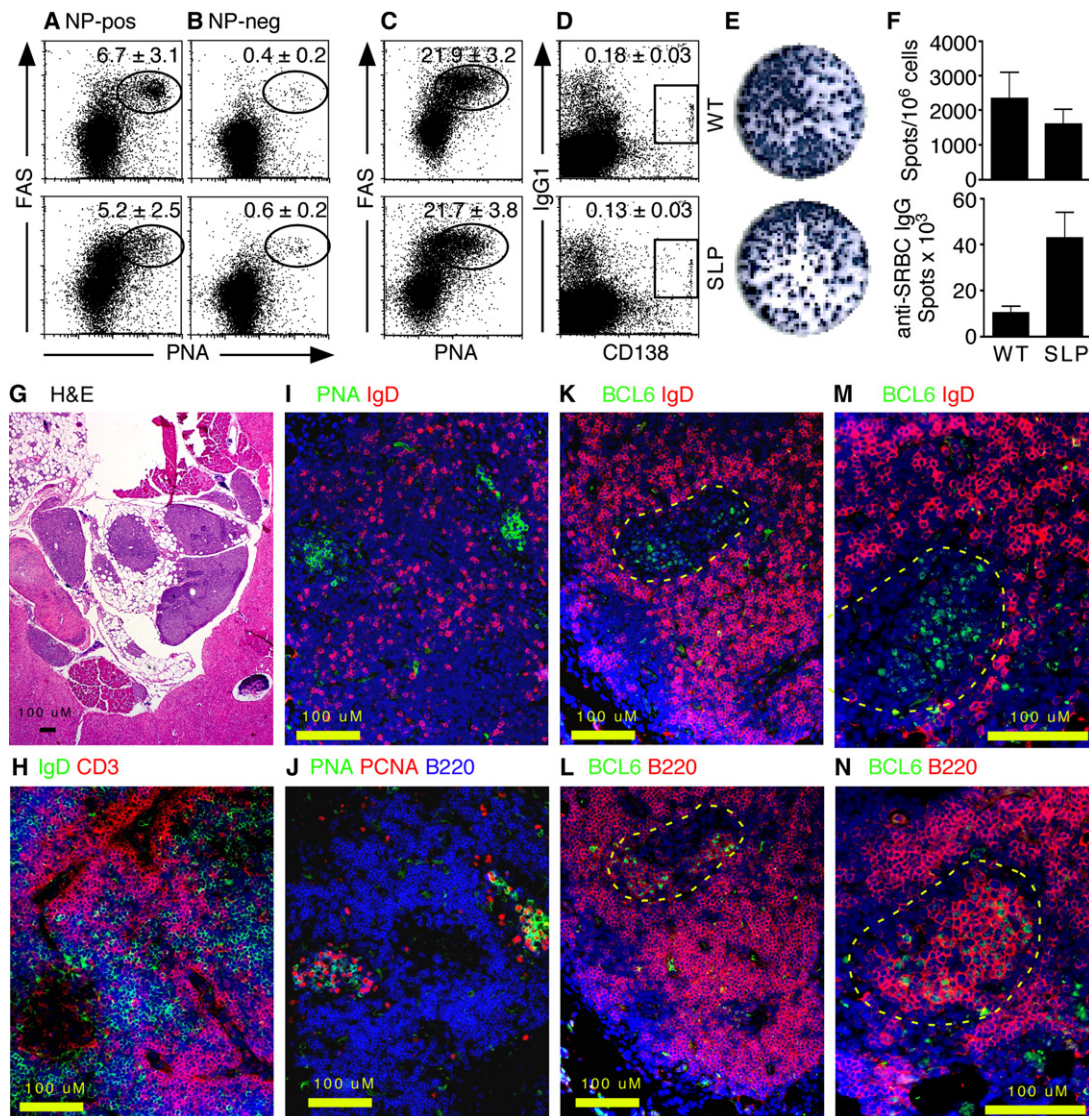 A NP-pos
B NP-neg
C
D
E
F
6.7 ± 3.1
0.4 ± 0.2
21.9 ± 3.2
0.18 ± 0.03
5.2 ± 2.5
0.6 ± 0.2
21.7 ± 3.8
0.13 ± 0.03
FAS
FAS
IgG1
PNA
PNA
CD138
WT
SLP
Spots/10⁶ cells
4000
3000
2000
1000
0
anti-SRBC IgG
Spots x 10³
60
40
20
0
WT SLP
G H&E
100 uM
I PNA IgD
100 uM
K BCL6 IgD
100 uM
M BCL6 IgD
100 uM
H IgD CD3
100 uM
J PNA PCNA B220
100 uM
L BCL6 B220
100 uM
N BCL6 B220
100 uM